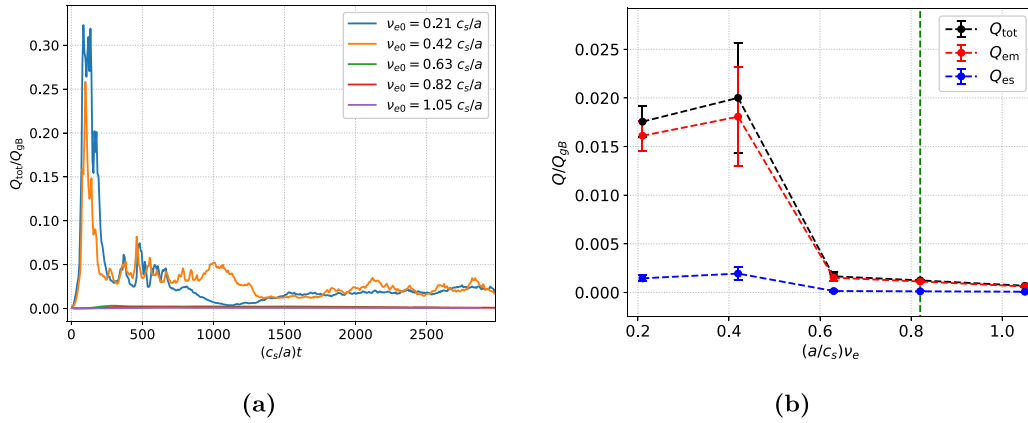 0.30
0.25
0.20
0.15
0.10
0.05
0.00
Q_tot/Q_gB
0
500
1000
1500
2000
2500
(c_s/a)t
ν_e0 = 0.21 c_s/a
ν_e0 = 0.42 c_s/a
ν_e0 = 0.63 c_s/a
ν_e0 = 0.82 c_s/a
ν_e0 = 1.05 c_s/a
(a)
0.025
0.020
0.015
0.010
0.005
0.000
Q/Q_gB
0.2
0.4
0.6
0.8
1.0
(a/c_s)ν_e
Q_tot
Q_em
Q_es
(b)